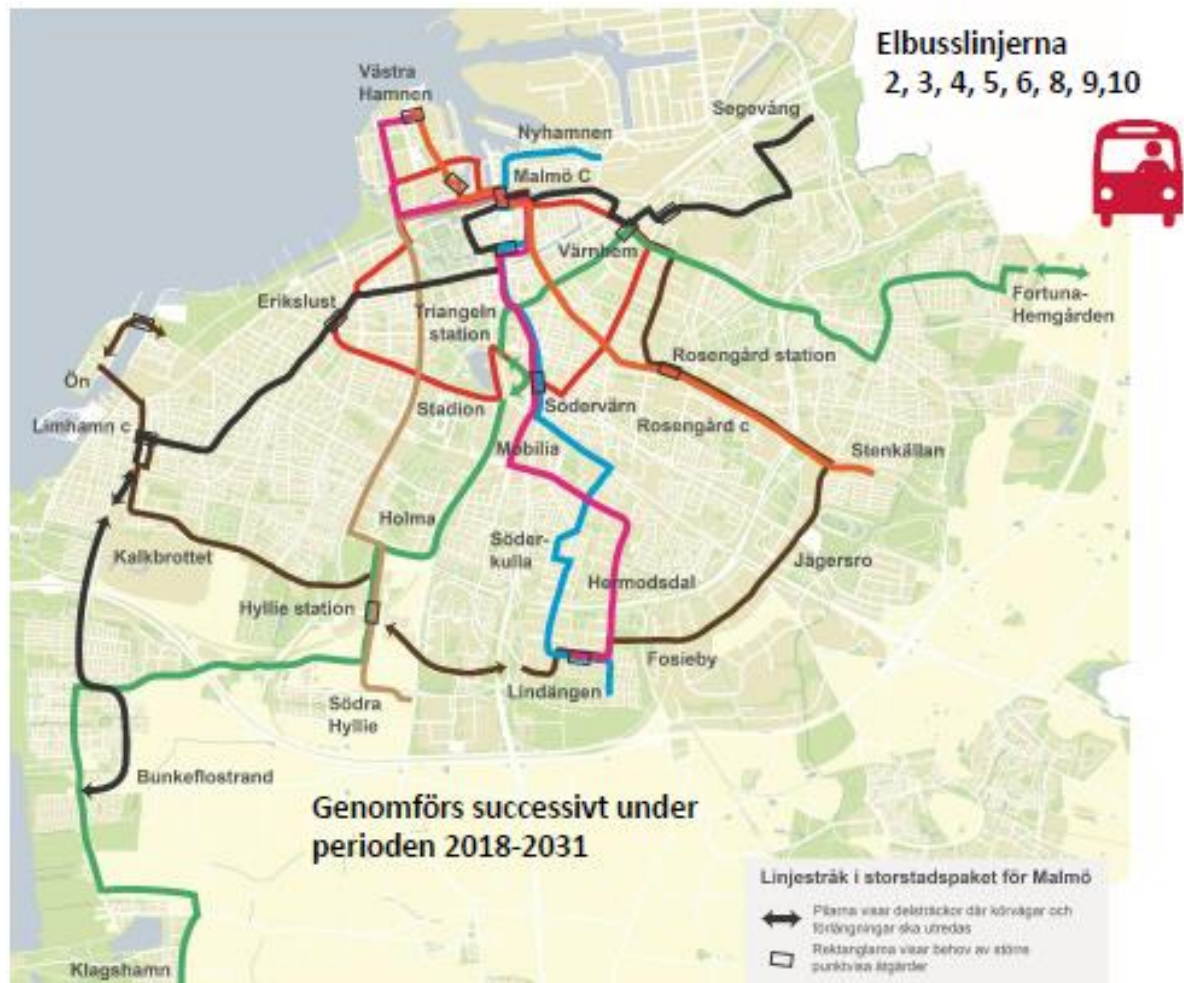 Elbusslinjerna
2, 3, 4, 5, 6, 8, 9,10
Västra
Hamnen
Segevång
Nyhamnen
Malmö C
Värnhem
Erikslust
Triangeln
station
Fortuna-
Hemgården
Rosengård station
Ön
Stadion
Södervärn
Rosengård c
Limhamn c
Mobilia
Stenkällan
Holma
Söder-
kulla
Kalkbrottet
Jägersro
Hermodsdal
Hyllie station
Fosieby
Lindängen
Södra
Hyllie
Bunkeflostrand
Genomförs successivt under
perioden 2018-2031
Linjestråk i storstadspaket för Malmö
Pilarna visar delsträckor där körvägar och
förlängningar ska utredas
Rektanglarna visar behov av större
punktvisa åtgärder
Klagshamn